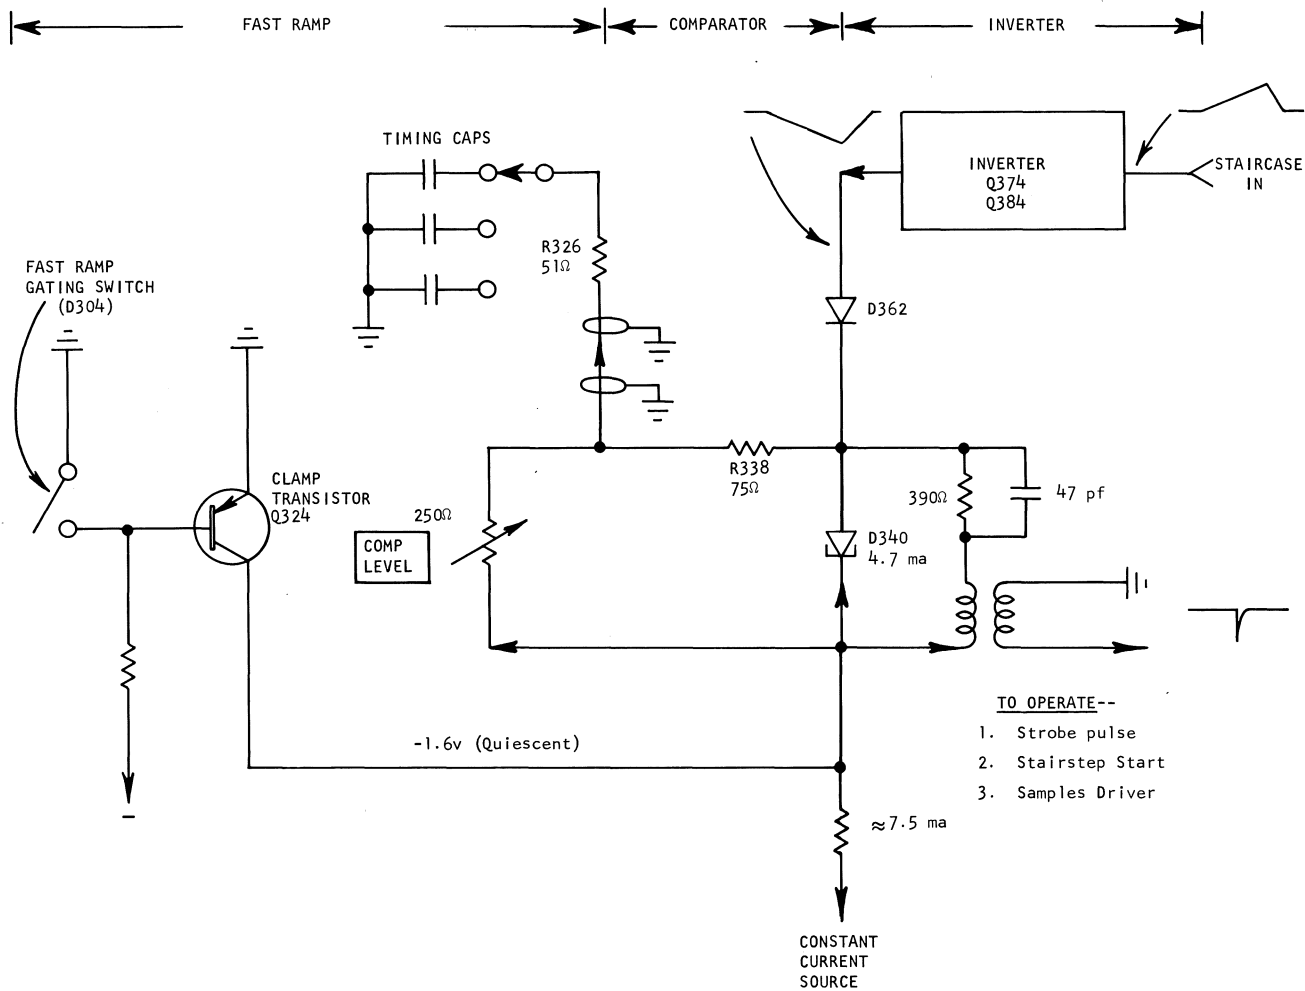 FAST RAMP
COMPARATOR
INVERTER
TIMING CAPS
INVERTER
Q374
Q384
STAIRCASE
IN
R326
51Ω
FAST RAMP
GATING SWITCH
(D304)
D362
R338
75Ω
CLAMP
TRANSISTOR
Q324
250Ω
COMP
LEVEL
390Ω
47 pf
D340
4.7 ma
TO OPERATE--
1. Strobe pulse
2. Stairstep Start
3. Samples Driver
-1.6v (Quiescent)
≈7.5 ma
CONSTANT
CURRENT
SOURCE